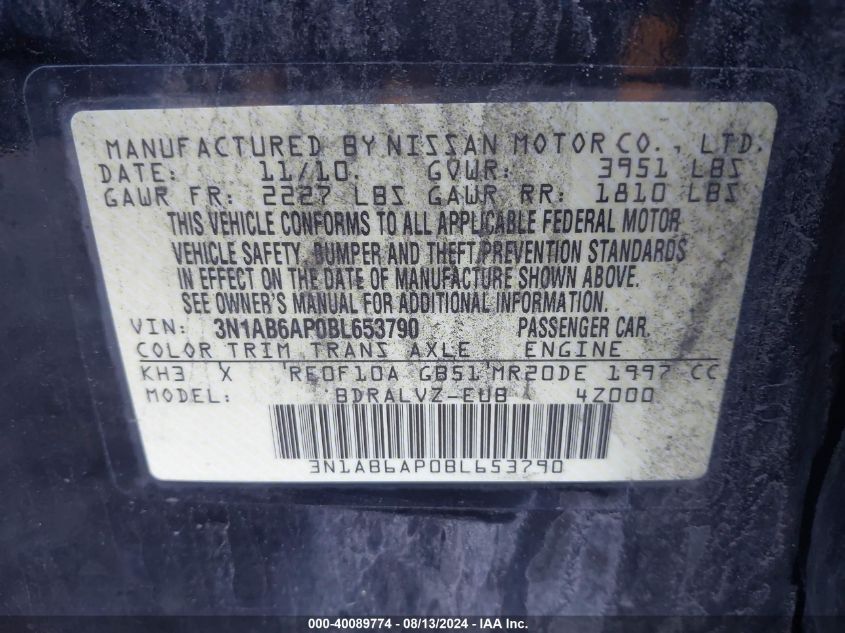 MANUFACTURED BY NISSAN MOTOR CO., LTD.
DATE: 11/10. GVWR: 3951 LBS
GAWR FR: 2227 LBS GAWR RR: 1810 LBS
THIS VEHICLE CONFORMS TO ALL APPLICABLE FEDERAL MOTOR
VEHICLE SAFETY, BUMPER AND THEFT PREVENTION STANDARDS
IN EFFECT ON THE DATE OF MANUFACTURE SHOWN ABOVE.
SEE OWNER'S MANUAL FOR ADDITIONAL INFORMATION.
VIN: 3N1AB6AP0BL653790 PASSENGER CAR.
COLOR TRIM TRANS AXLE ENGINE
KH3 X RE0F10A GB51 MR20DE 1997 CC
MODEL: BDRALVZ-EUB 4Z000
3N1AB6AP0BL653790
000-40089774 - 08/13/2024 - IAA Inc.